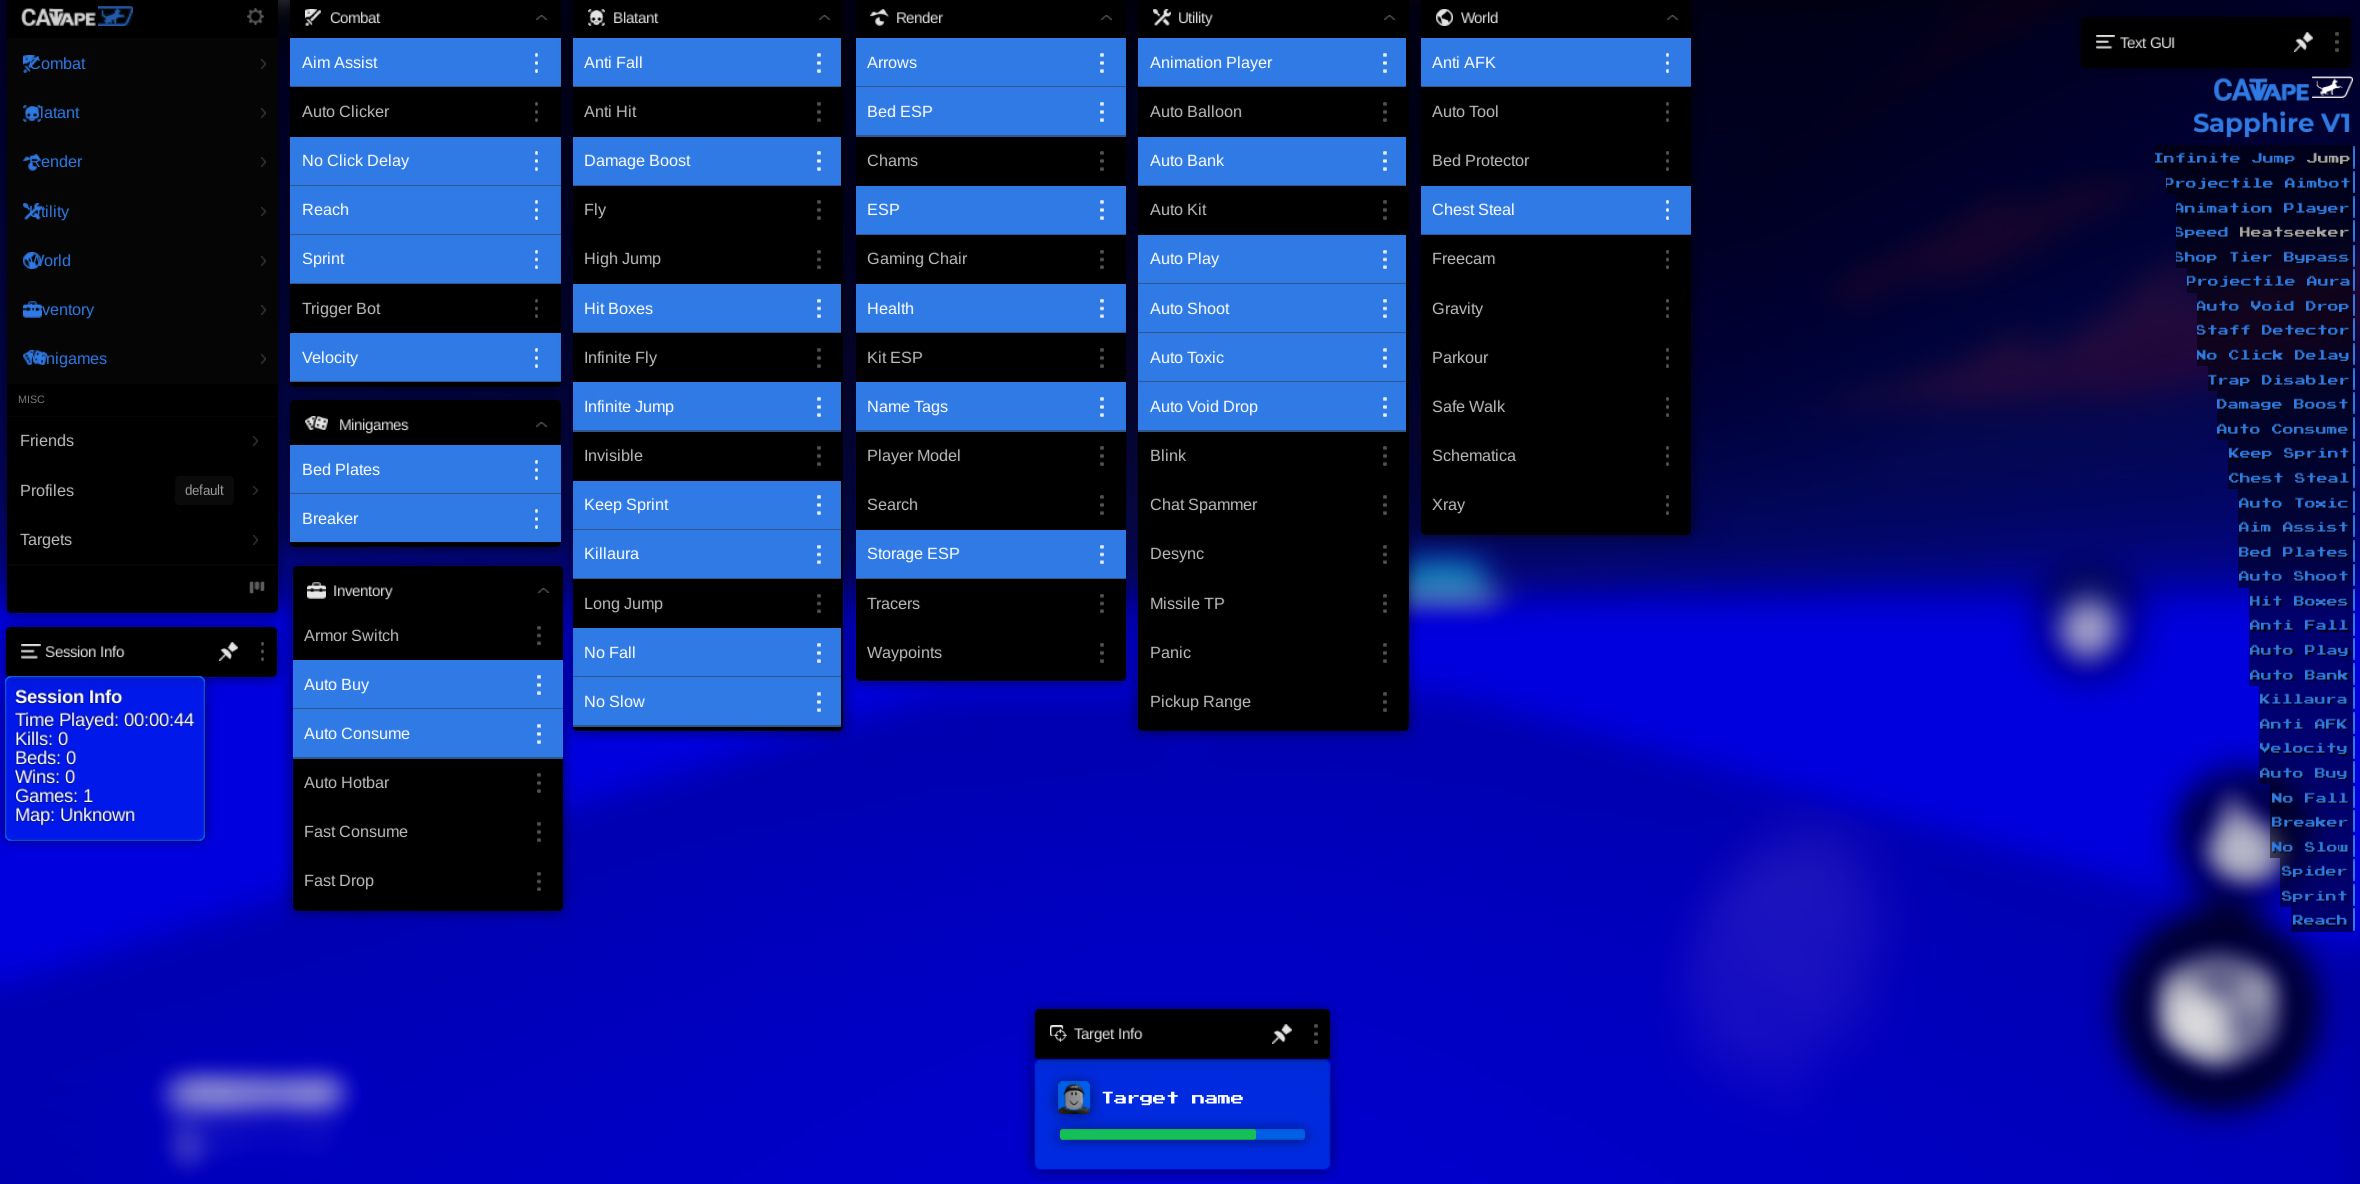 CATVAPE
Combat
Blatant
Render
Utility
World
Inventory
Minigames
MISC
Friends
Profiles default
Targets
Session Info
Session Info
Time Played: 00:00:44
Kills: 0
Beds: 0
Wins: 0
Games: 1
Map: Unknown
Combat
Aim Assist
Auto Clicker
No Click Delay
Reach
Sprint
Trigger Bot
Velocity
Minigames
Bed Plates
Breaker
Inventory
Armor Switch
Auto Buy
Auto Consume
Auto Hotbar
Fast Consume
Fast Drop
Blatant
Anti Fall
Anti Hit
Damage Boost
Fly
High Jump
Hit Boxes
Infinite Fly
Infinite Jump
Invisible
Keep Sprint
Killaura
Long Jump
No Fall
No Slow
Render
Arrows
Bed ESP
Chams
ESP
Gaming Chair
Health
Kit ESP
Name Tags
Player Model
Search
Storage ESP
Tracers
Waypoints
Utility
Animation Player
Auto Balloon
Auto Bank
Auto Kit
Auto Play
Auto Shoot
Auto Toxic
Auto Void Drop
Blink
Chat Spammer
Desync
Missile TP
Panic
Pickup Range
World
Anti AFK
Auto Tool
Bed Protector
Chest Steal
Freecam
Gravity
Parkour
Safe Walk
Schematica
Xray
Target Info
Target name
Text GUI
CATVAPE
Sapphire V1
Infinite Jump Jump
Projectile Aimbot
Animation Player
Speed Heatseeker
Shop Tier Bypass
Projectile Aura
Auto Void Drop
Staff Detector
No Click Delay
Trap Disabler
Damage Boost
Auto Consume
Keep Sprint
Chest Steal
Auto Toxic
Aim Assist
Bed Plates
Auto Shoot
Hit Boxes
Anti Fall
Auto Play
Auto Bank
Killaura
Anti AFK
Velocity
Auto Buy
No Fall
Breaker
No Slow
Spider
Sprint
Reach